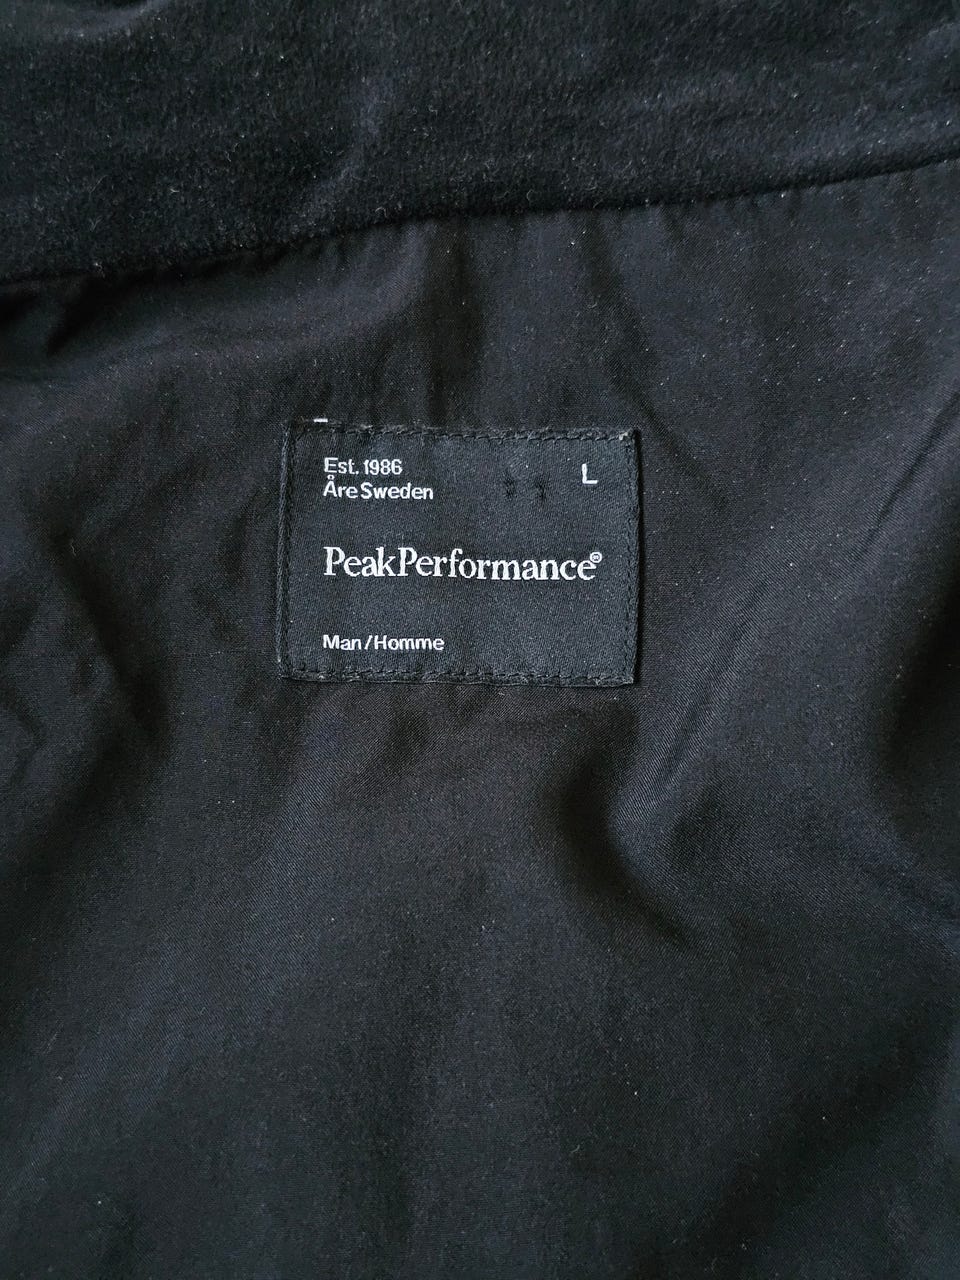 Est. 1986 L
Åre Sweden
PeakPerformance®
Man/Homme